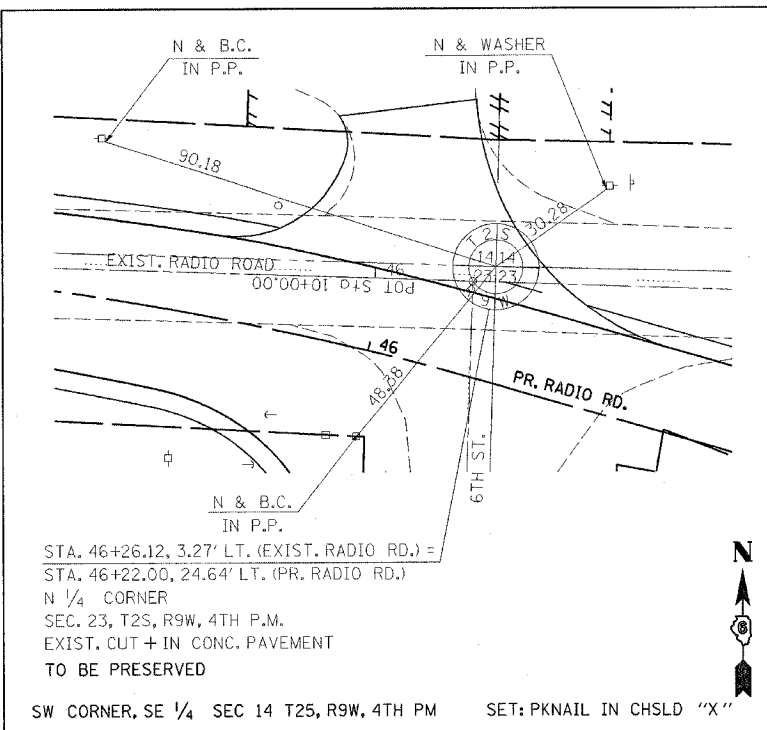 N & B.C.
IN P.P.
N & WASHER
IN P.P.
90.18
30.28
T 2 S
14 14
23 23
9 W
EXIST. RADIO ROAD
46
POT Sta 10+00.00
46
48.38
PR. RADIO RD.
6TH ST.
N & B.C.
IN P.P.
STA. 46+26.12, 3.27' LT. (EXIST. RADIO RD.) =
STA. 46+22.00, 24.64' LT. (PR. RADIO RD.)
N 1/4 CORNER
SEC. 23, T2S, R9W, 4TH P.M.
EXIST. CUT + IN CONC. PAVEMENT
TO BE PRESERVED
N
6
SW CORNER, SE 1/4 SEC 14 T25, R9W, 4TH PM
SET: PKNAIL IN CHSLD "X"